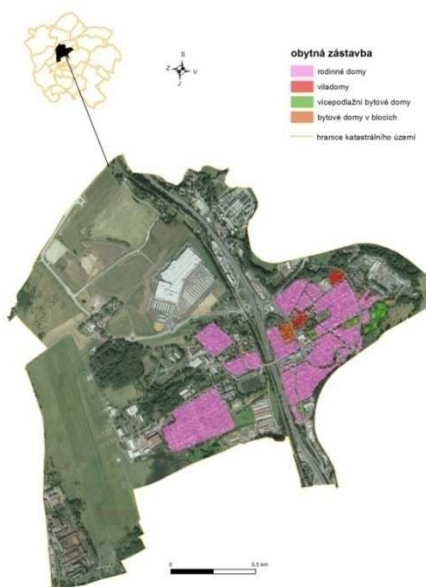 S
Z V
J
obytná zástavba
rodinné domy
viladomy
vícepodlažní bytové domy
bytové domy v blocích
hranice katastrálního území
0 0,5 km